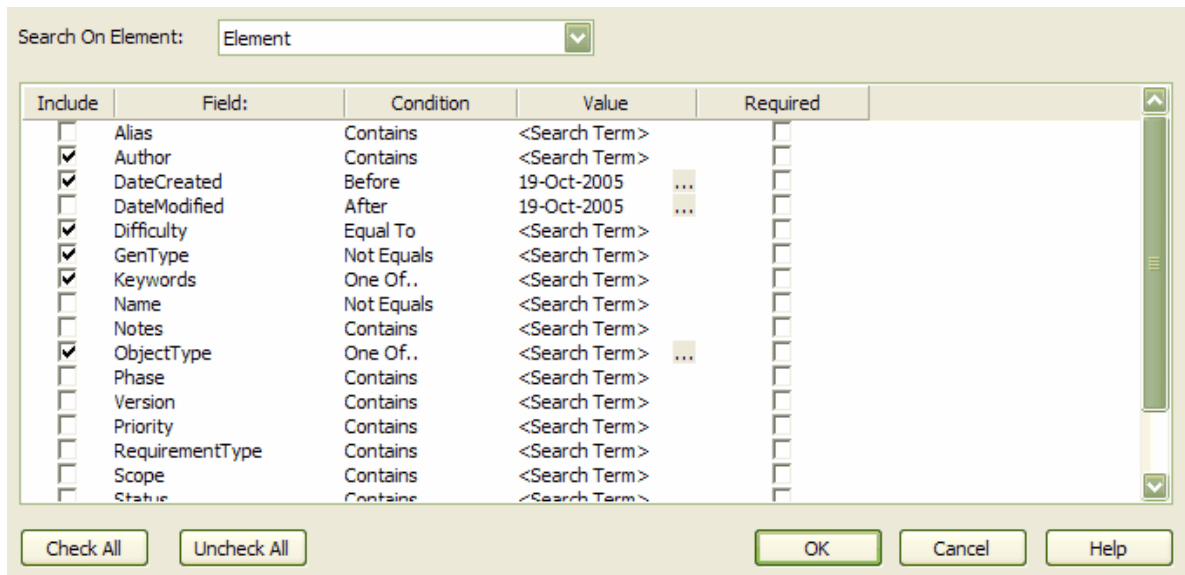 Search On Element: Element
Include Field: Condition Value Required
Alias Contains <Search Term>
Author Contains <Search Term>
DateCreated Before 19-Oct-2005 ...
DateModified After 19-Oct-2005 ...
Difficulty Equal To <Search Term>
GenType Not Equals <Search Term>
Keywords One Of.. <Search Term>
Name Not Equals <Search Term>
Notes Contains <Search Term>
ObjectType One Of.. <Search Term> ...
Phase Contains <Search Term>
Version Contains <Search Term>
Priority Contains <Search Term>
RequirementType Contains <Search Term>
Scope Contains <Search Term>
Status Contains <Search Term>
Check All Uncheck All OK Cancel Help